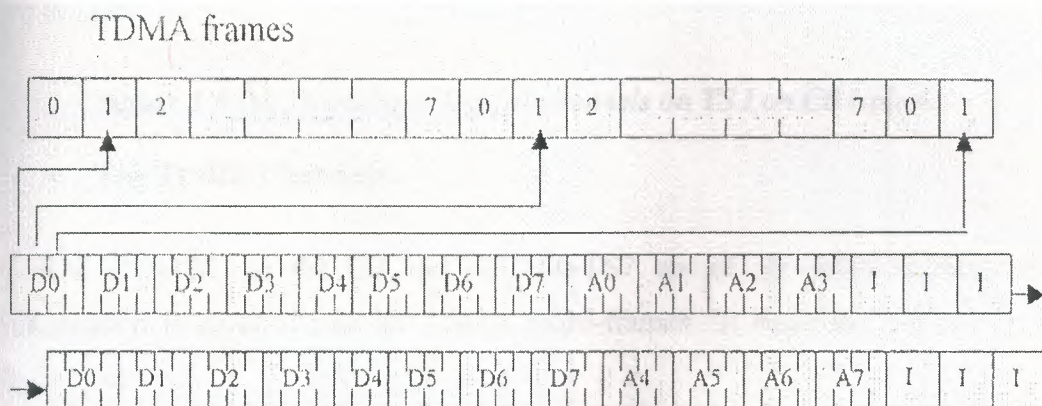 TDMA frames
0 1 2 7 0 1 2 7 0 1
D0 D1 D2 D3 D4 D5 D6 D7 A0 A1 A2 A3 I I I
D0 D1 D2 D3 D4 D5 D6 D7 A4 A5 A6 A7 I I I